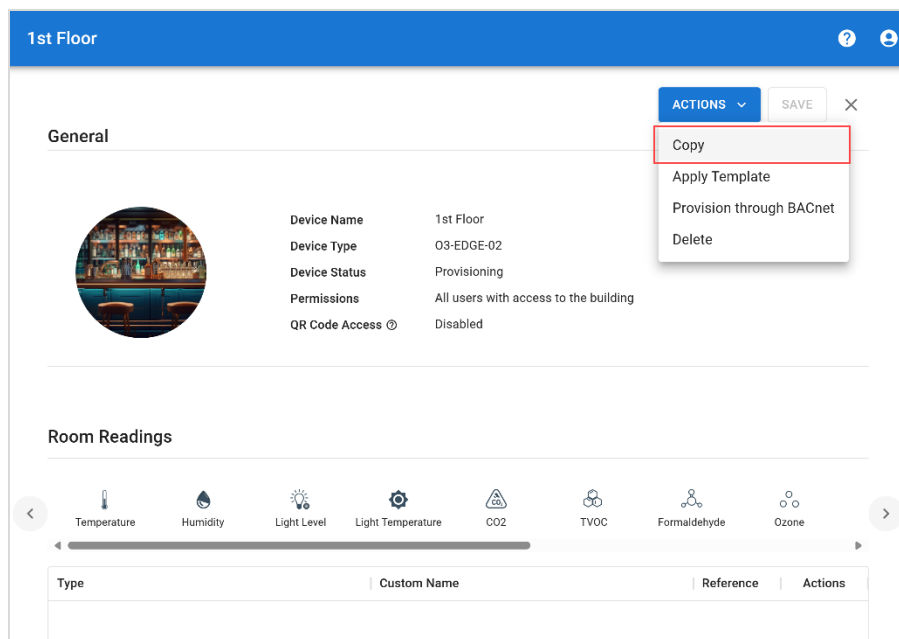 1st Floor
ACTIONS
SAVE
General
Copy
Apply Template
Provision through BACnet
Delete
Device Name 1st Floor
Device Type O3-EDGE-02
Device Status Provisioning
Permissions All users with access to the building
QR Code Access Disabled
Room Readings
CO₂
Temperature Humidity Light Level Light Temperature CO2 TVOC Formaldehyde Ozone
Type Custom Name Reference Actions